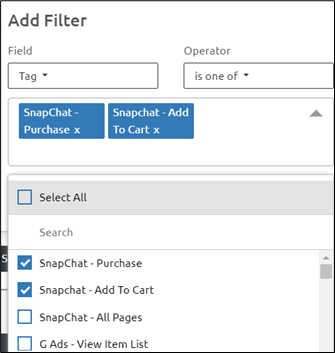 Add Filter
Field
Operator
Tag
is one of
SnapChat -
Purchase x
Snapchat - Add
To Cart x
Select All
Search
SnapChat - Purchase
Snapchat - Add To Cart
SnapChat - All Pages
G Ads - View Item List